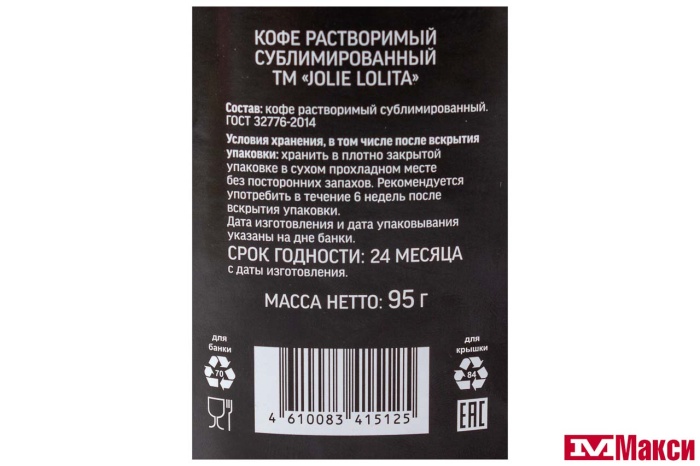 КОФЕ РАСТВОРИМЫЙ
СУБЛИМИРОВАННЫЙ
ТМ «JOLIE LOLITA»
Состав: кофе растворимый сублимированный.
ГОСТ 32776-2014
Условия хранения, в том числе после вскрытия
упаковки: хранить в плотно закрытой
упаковке в сухом прохладном месте
без посторонних запахов. Рекомендуется
употребить в течение 6 недель после
вскрытия упаковки.
Дата изготовления и дата упаковывания
указаны на дне банки.
СРОК ГОДНОСТИ: 24 МЕСЯЦА
с даты изготовления.
МАССА НЕТТО: 95 г
для
банки
70
для
крышки
84
4 610083 415125
EAC
Макси